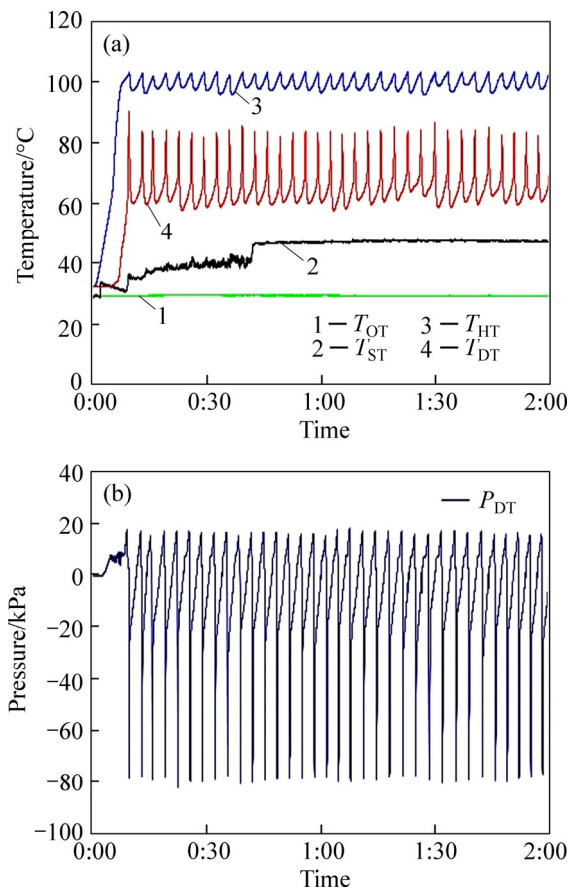 120
(a)
100
3
80
60
4
40
2
1
20
1 — T_OT 3 — T_HT
2 — T_ST 4 — T_DT
0
0:00 0:30 1:00 1:30 2:00
Time
Temperature/°C
40
(b)
P_DT
20
0
−20
−40
−60
−80
−100
0:00 0:30 1:00 1:30 2:00
Time
Pressure/kPa